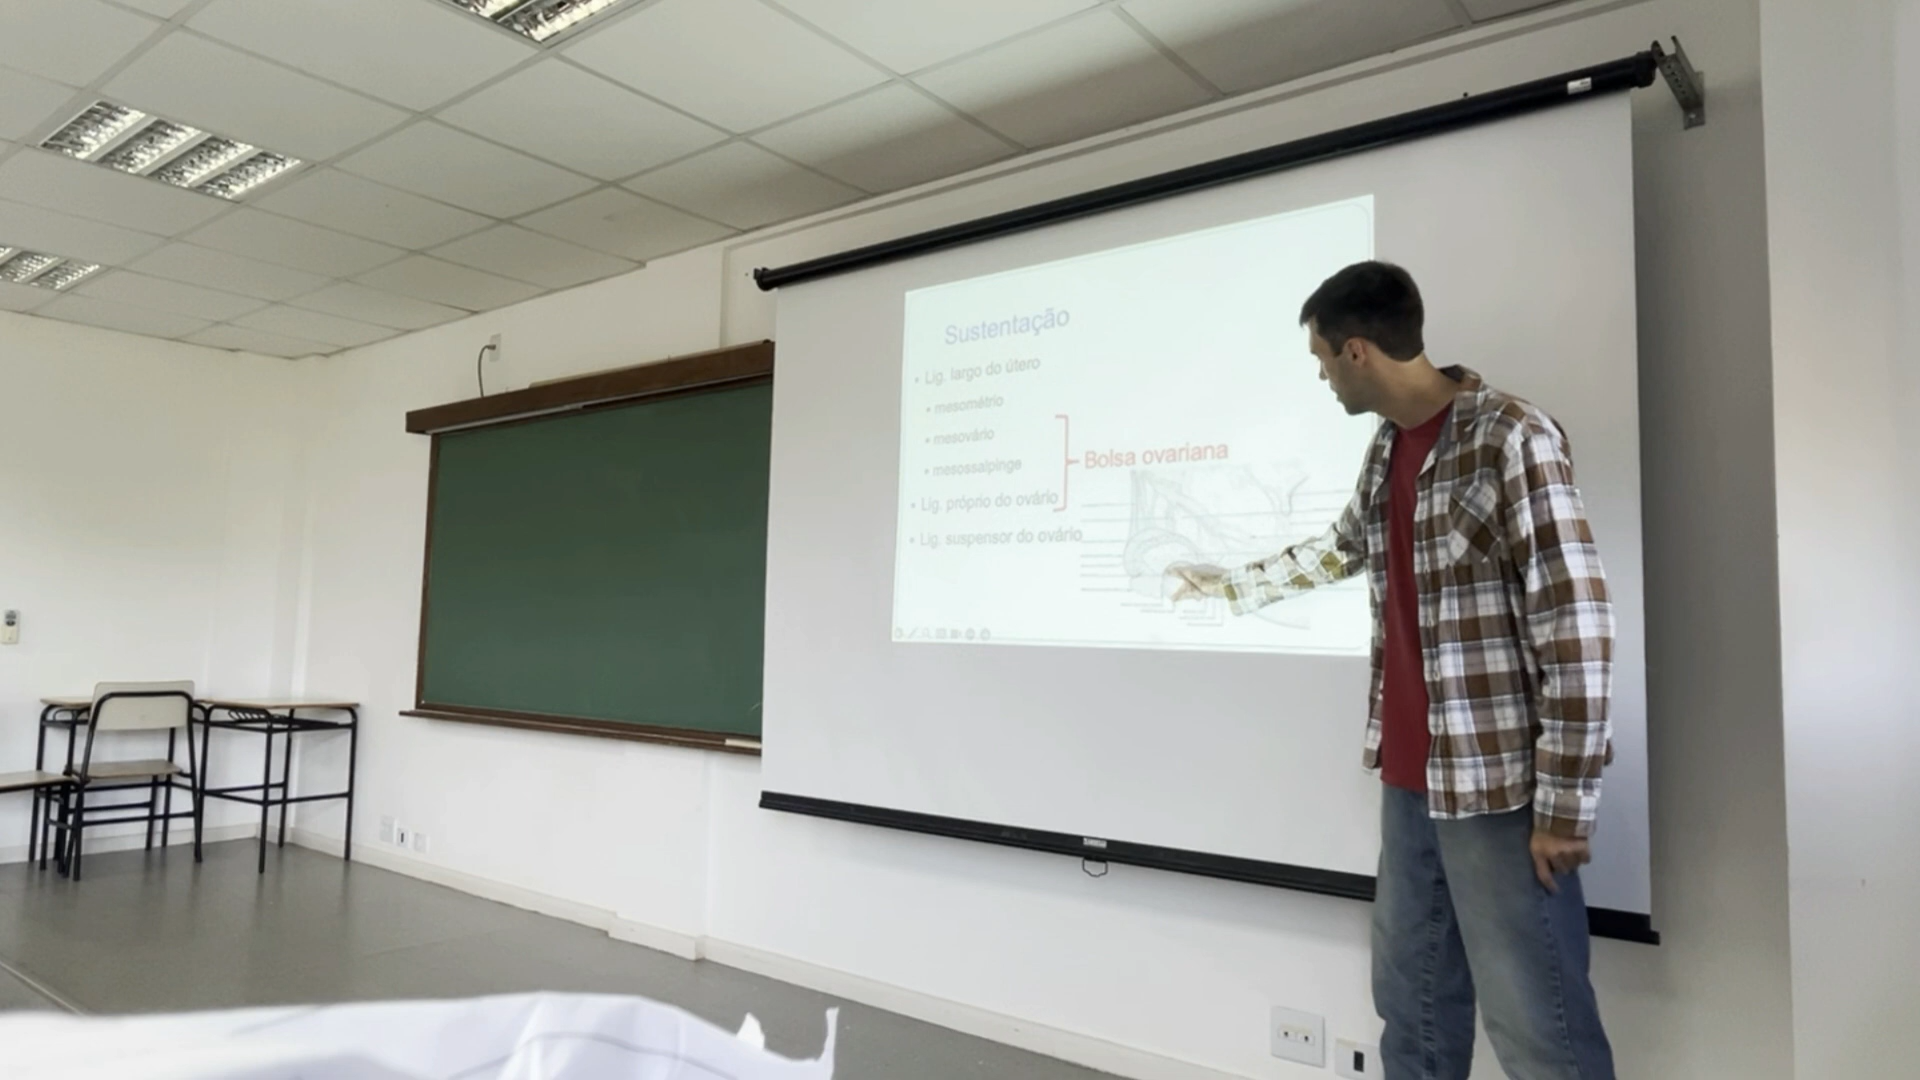 Sustentação
• Lig. largo do útero
• mesométrio
• mesovário
• mesossalpinge
Bolsa ovariana
• Lig. próprio do ovário
• Lig. suspensor do ovário